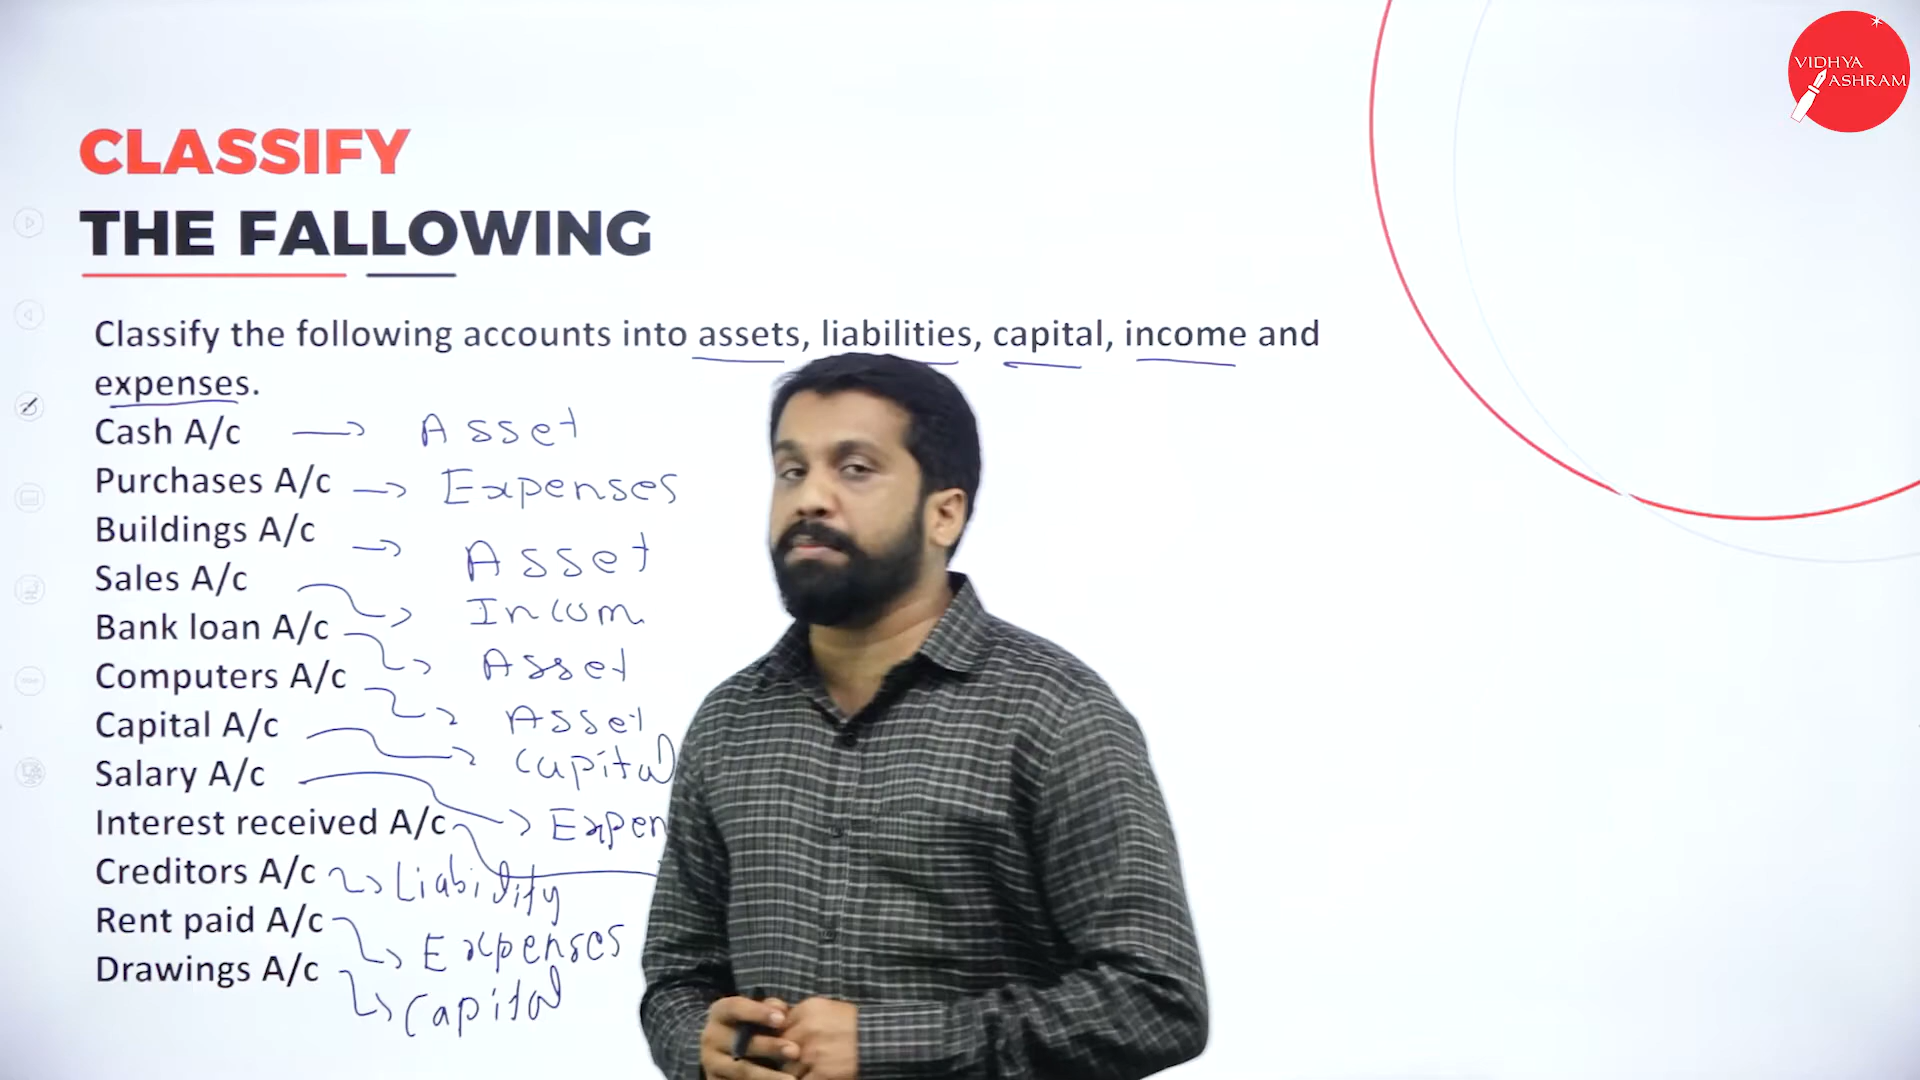 VIDHYA
ASHRAM
CLASSIFY
THE FALLOWING
Classify the following accounts into assets, liabilities, capital, income and
expenses.
Cash A/c Asset
Purchases A/c Expenses
Buildings A/c Asset
Sales A/c Incom
Bank loan A/c Asset
Computers A/c Asset
Capital A/c Capital
Salary A/c Expen
Interest received A/c
Creditors A/c Liability
Rent paid A/c Expenses
Drawings A/c Capital